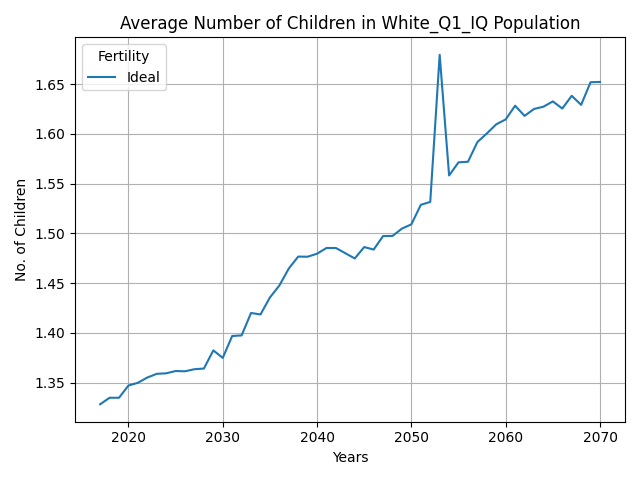 Average Number of Children in White_Q1_IQ Population
Fertility
Ideal
No. of Children
1.65
1.60
1.55
1.50
1.45
1.40
1.35
2020 2030 2040 2050 2060 2070
Years